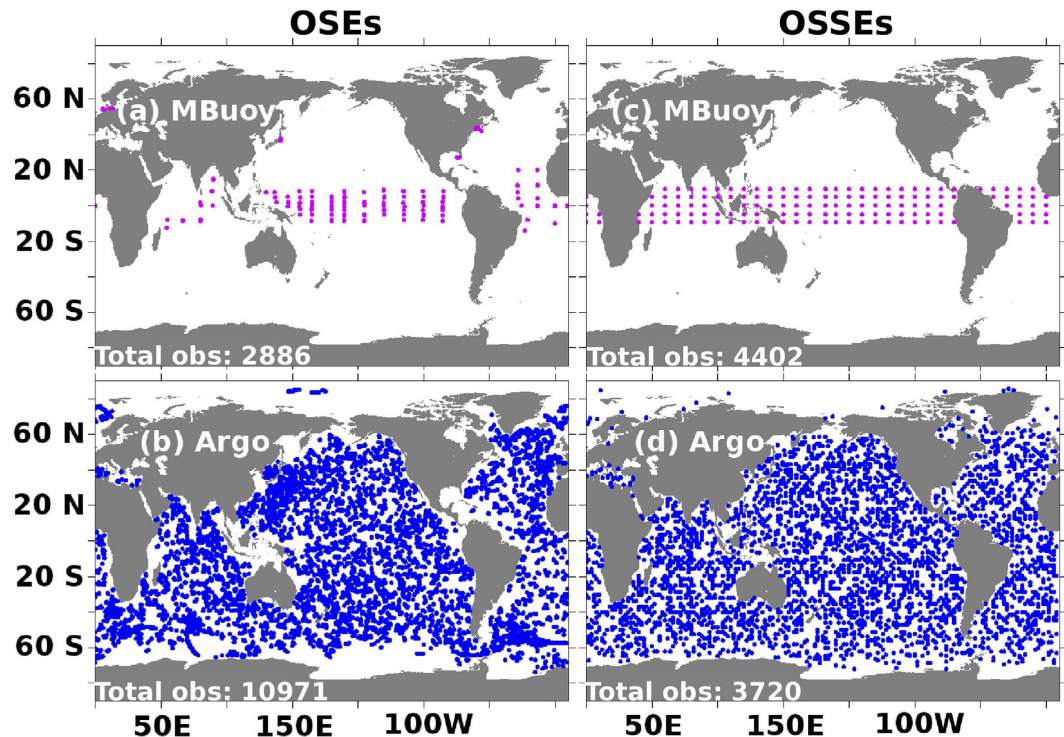 OSEs OSSEs
60 N (a) MBuoy (c) MBuoy
20 N
20 S
60 S
Total obs: 2886 Total obs: 4402
60 N (b) Argo (d) Argo
20 N
20 S
60 S
Total obs: 10971 Total obs: 3720
50E 150E 100W 50E 150E 100W